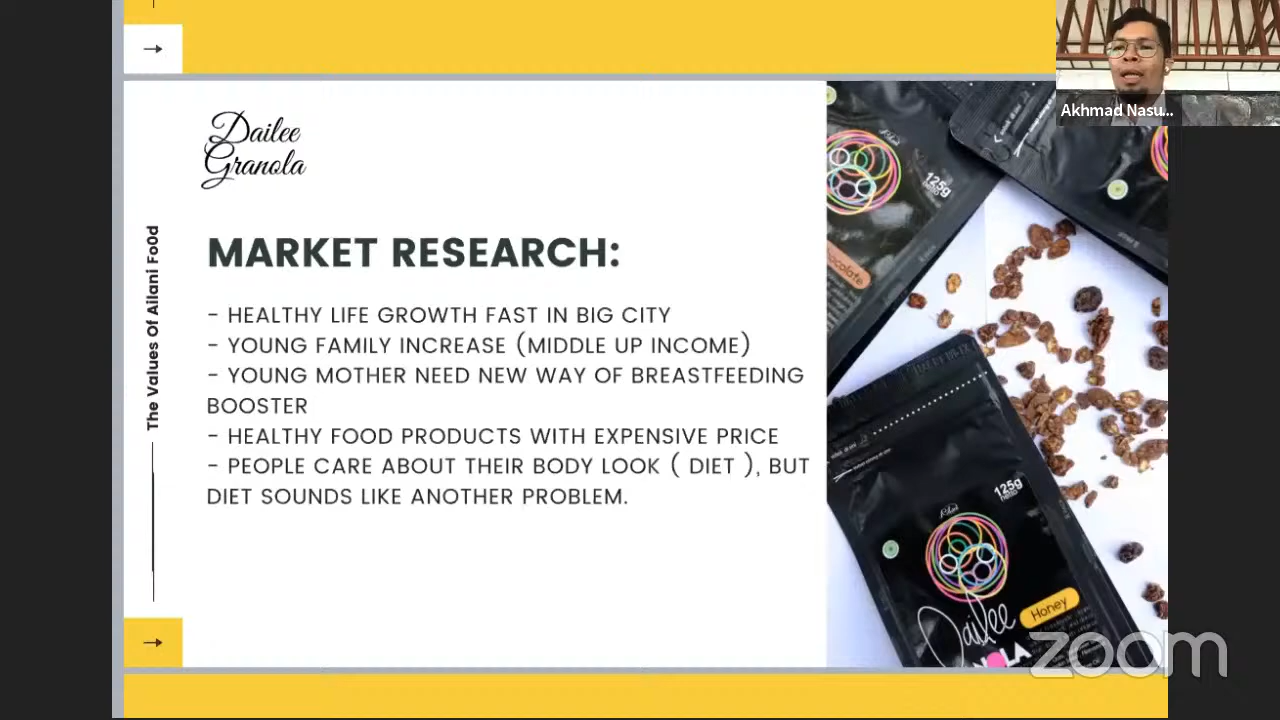 Dailee
Granola
The Values Of Ailani Fo0d
MARKET RESEARCH:
- HEALTHY LIFE GROWTH FAST IN BIG CITY
- YOUNG FAMILY INCREASE (MIDDLE UP INCOME)
- YOUNG MOTHER NEED NEW WAY OF BREASTFEEDING
BOOSTER
- HEALTHY FOOD PRODUCTS WITH EXPENSIVE PRICE
- PEOPLE CARE ABOUT THEIR BODY LOOK ( DIET ), BUT
DIET SOUNDS LIKE ANOTHER PROBLEM.
Akhmad Nasu...
125g
125g
netto
Honey
Dailee
zoom